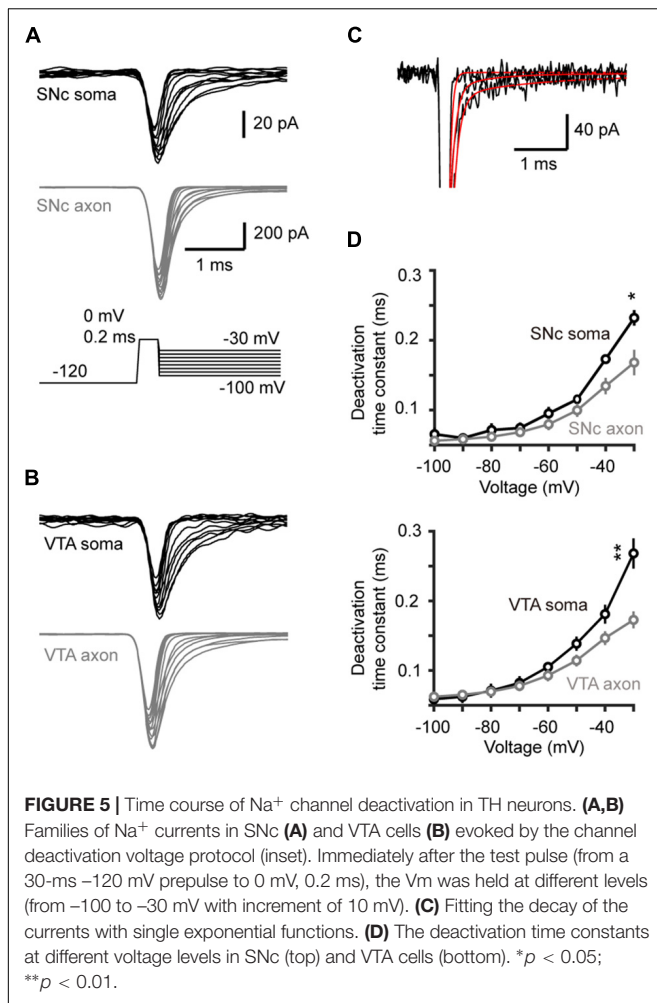 A
SNc soma
20 pA
SNc axon
200 pA
1 ms
0 mV
0.2 ms
-30 mV
-120
-100 mV
B
VTA soma
VTA axon
C
40 pA
1 ms
D
0.3
*
0.2
SNc soma
0.1
SNc axon
Deactivation
time constant (ms)
-100 -80 -60 -40
Voltage (mV)
0.3
**
0.2
VTA soma
0.1
VTA axon
Deactivation
time constant (ms)
-100 -80 -60 -40
Voltage (mV)
FIGURE 5 | Time course of Na+ channel deactivation in TH neurons. (A,B)
Families of Na+ currents in SNc (A) and VTA cells (B) evoked by the channel
deactivation voltage protocol (inset). Immediately after the test pulse (from a
30-ms –120 mV prepulse to 0 mV, 0.2 ms), the Vm was held at different levels
(from –100 to –30 mV with increment of 10 mV). (C) Fitting the decay of the
currents with single exponential functions. (D) The deactivation time constants
at different voltage levels in SNc (top) and VTA cells (bottom). *p < 0.05;
**p < 0.01.